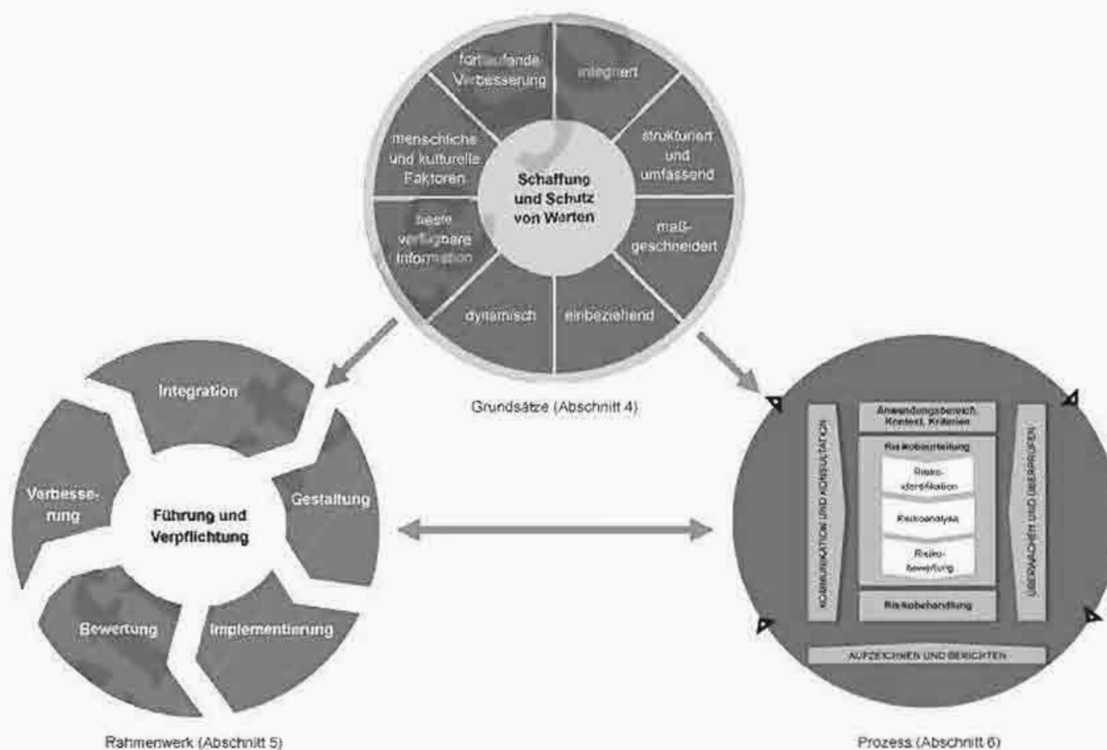 fortlaufende
Verbesserung
integriert
strukturiert
und
umfassend
maß-
geschneidert
einbeziehend
dynamisch
beste
verfügbare
Information
menschliche
und kulturelle
Faktoren
Schaffung
und Schutz
von Werten
Grundsätze (Abschnitt 4)
Integration
Gestaltung
Implementierung
Bewertung
Verbesse-
rung
Führung und
Verpflichtung
Rahmenwerk (Abschnitt 5)
KOMMUNIKATION UND KONSULTATION
Anwendungsbereich,
Kontext, Kriterien
Risikobeurteilung
Risiko-
identifikation
Risikoanalyse
Risiko-
bewertung
Risikobehandlung
ÜBERWACHEN UND ÜBERPRÜFEN
AUFZEICHNEN UND BERICHTEN
Prozess (Abschnitt 6)